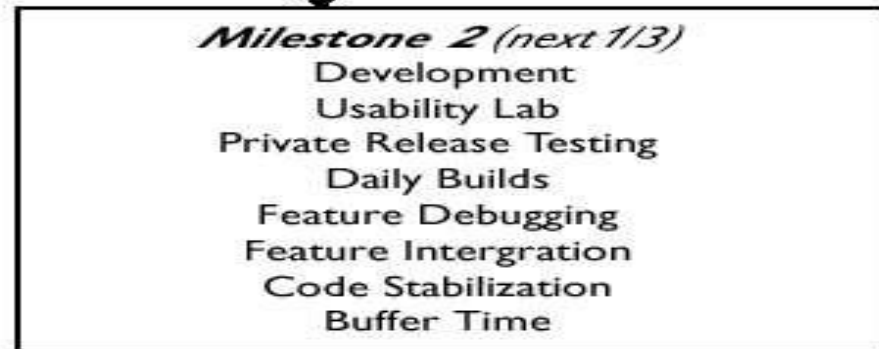 Milestone 2 (next 1/3)
Development
Usability Lab
Private Release Testing
Daily Builds
Feature Debugging
Feature Intergration
Code Stabilization
Buffer Time